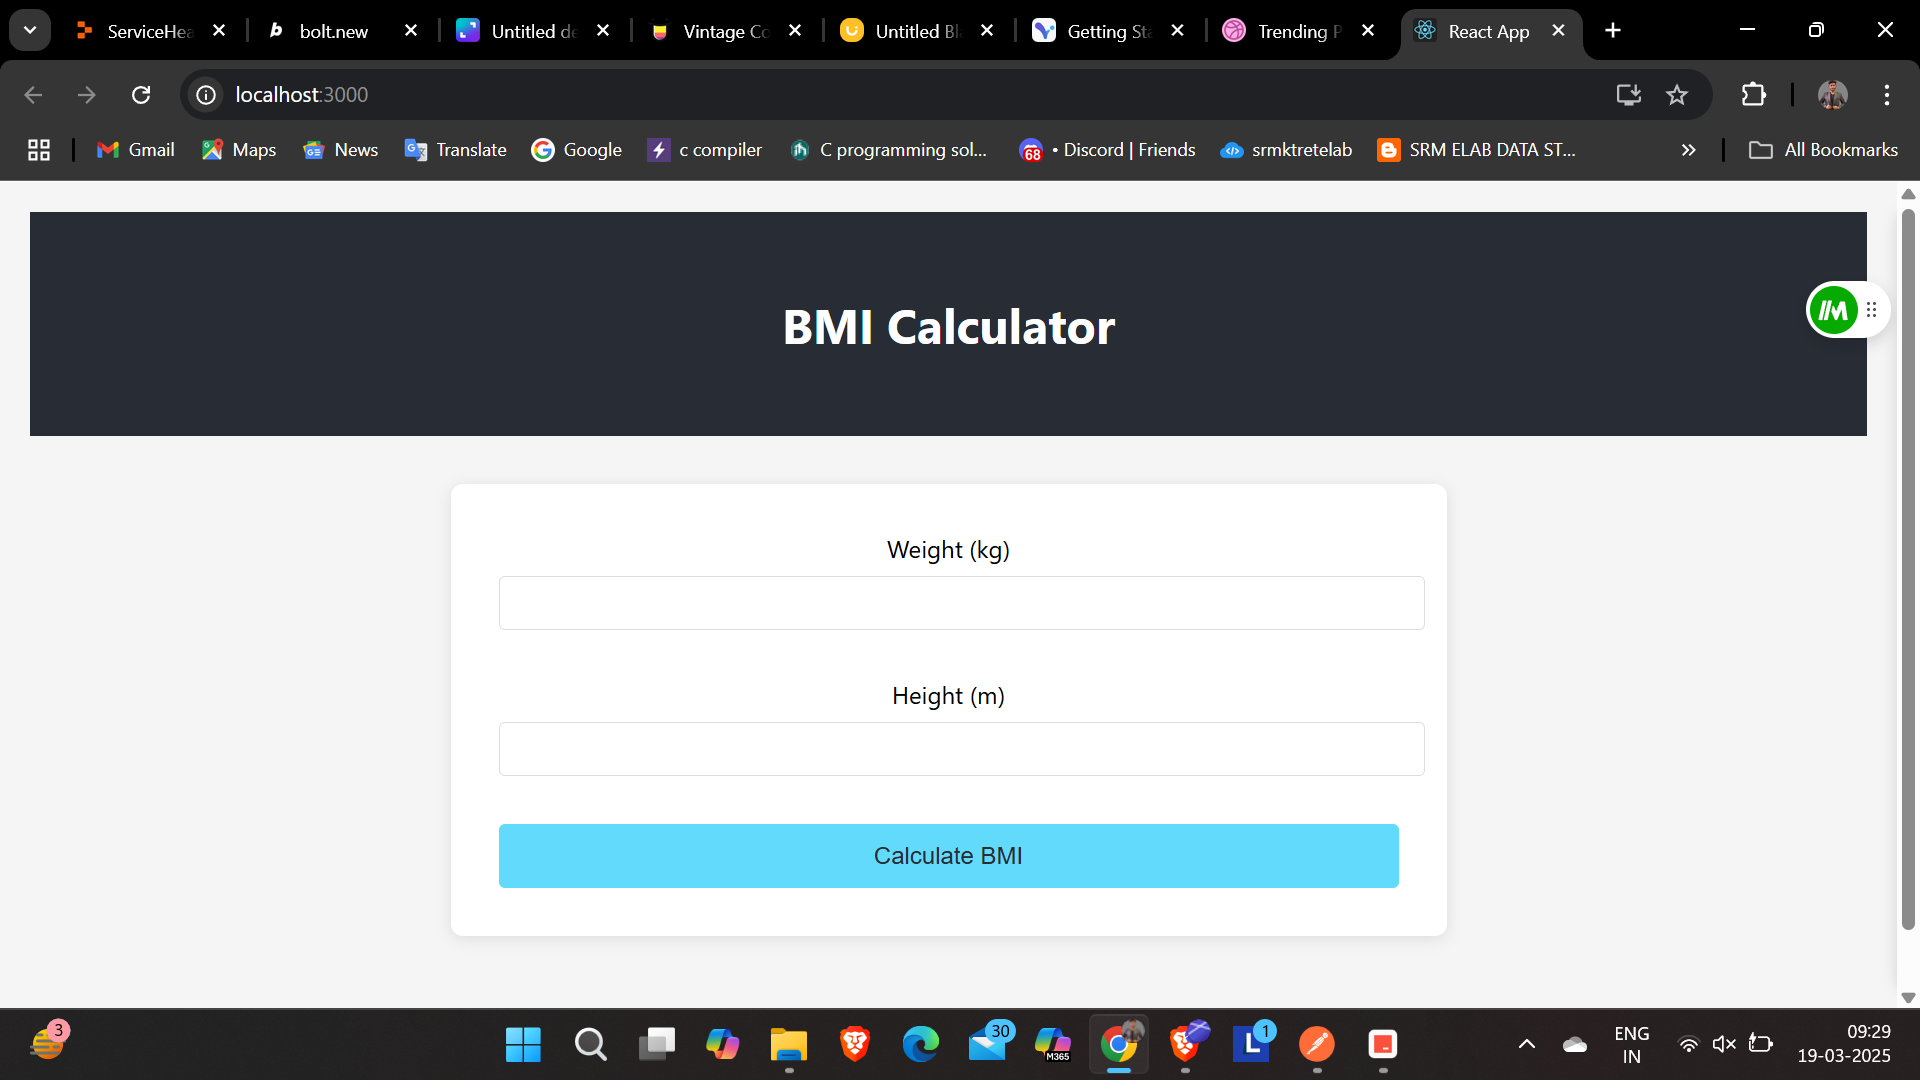 ServiceHea
bolt.new
Untitled de
Vintage Co
Untitled Bl
Getting Sta
Trending P
React App
localhost:3000
Gmail
Maps
News
Translate
Google
c compiler
C programming sol...
68
• Discord | Friends
srmktretelab
SRM ELAB DATA ST...
All Bookmarks
BMI Calculator
Weight (kg)
Height (m)
Calculate BMI
3
30
M365
L
1
ENG
IN
09:29
19-03-2025